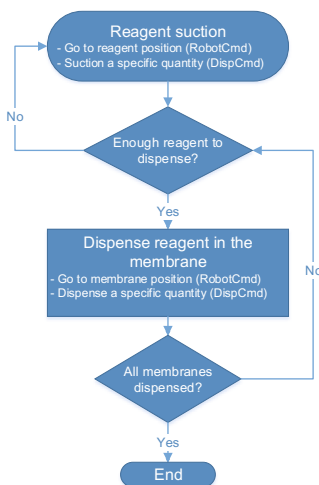 Reagent suction
- Go to reagent position (RobotCmd)
- Suction a specific quantity (DispCmd)
No
Enough reagent to
dispense?
Yes
Dispense reagent in the
membrane
- Go to membrane position (RobotCmd)
- Dispense a specific quantity (DispCmd)
No
All membranes
dispensed?
Yes
End